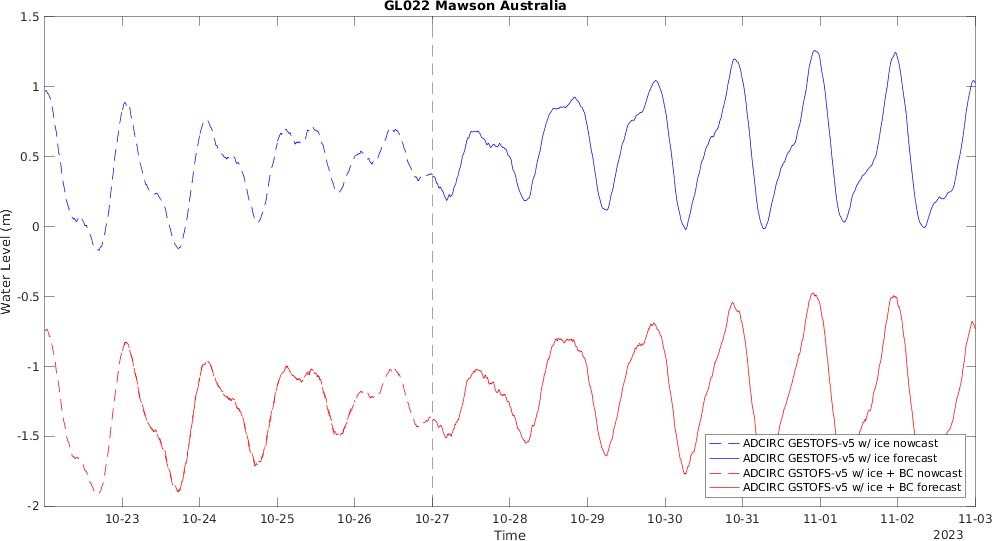 GL022 Mawson Australia
Water Level (m)
1.5
1
0.5
0
-0.5
-1
-1.5
-2
ADCIRC GESTOFS-v5 w/ ice nowcast
ADCIRC GESTOFS-v5 w/ ice forecast
ADCIRC GSTOFS-v5 w/ ice + BC nowcast
ADCIRC GSTOFS-v5 w/ ice + BC forecast
10-23 10-24 10-25 10-26 10-27 10-28 10-29 10-30 10-31 11-01 11-02 11-03
Time
2023